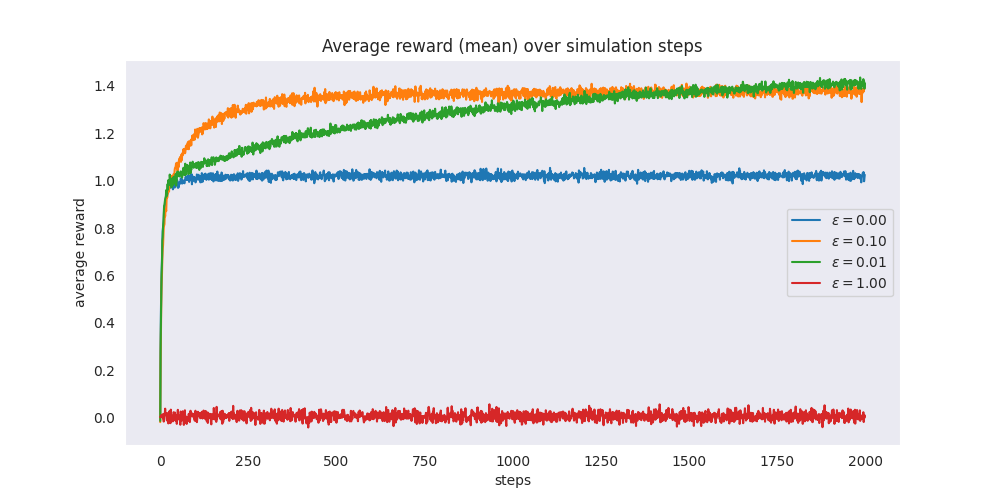 Average reward (mean) over simulation steps
average reward
1.4
1.2
1.0
0.8
0.6
0.4
0.2
0.0
ε = 0.00
ε = 0.10
ε = 0.01
ε = 1.00
0 250 500 750 1000 1250 1500 1750 2000
steps